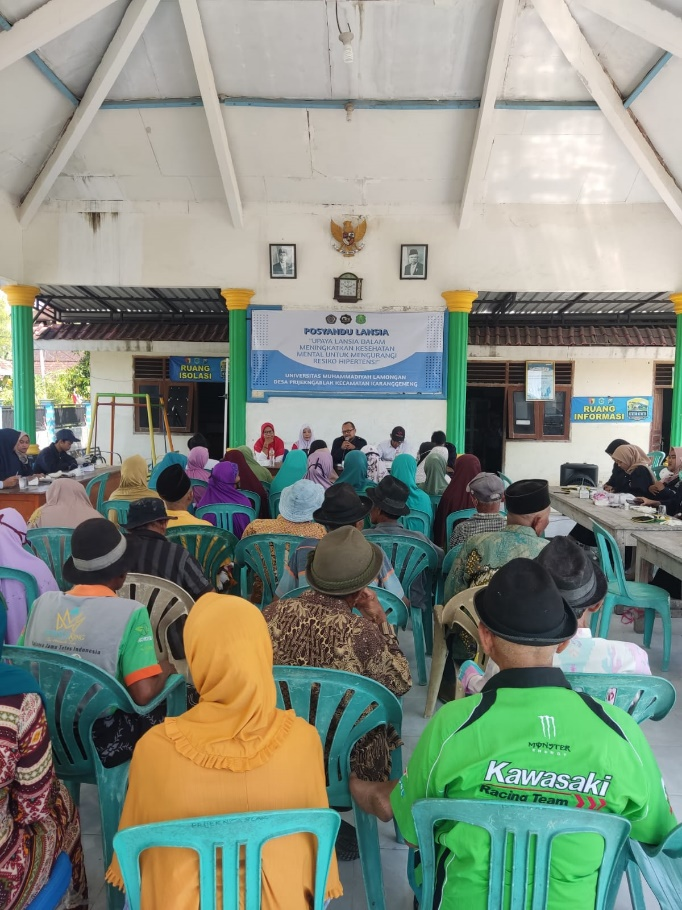 POSYANDU LANSIA
"UPAYA LANSIA DALAM
MENINGKATKAN KESEHATAN
MENTAL UNTUK MENGURANGI
RESIKO HIPERTENSI"
UNIVERSITAS MUHAMMADIYAH LAMONGAN
DESA PRIJEKNGABLAK KECAMATAN KARANGGENENG
RUANG
ISOLASI
RUANG
INFORMASI
MONSTER
ENERGY
Kawasaki
Racing Team